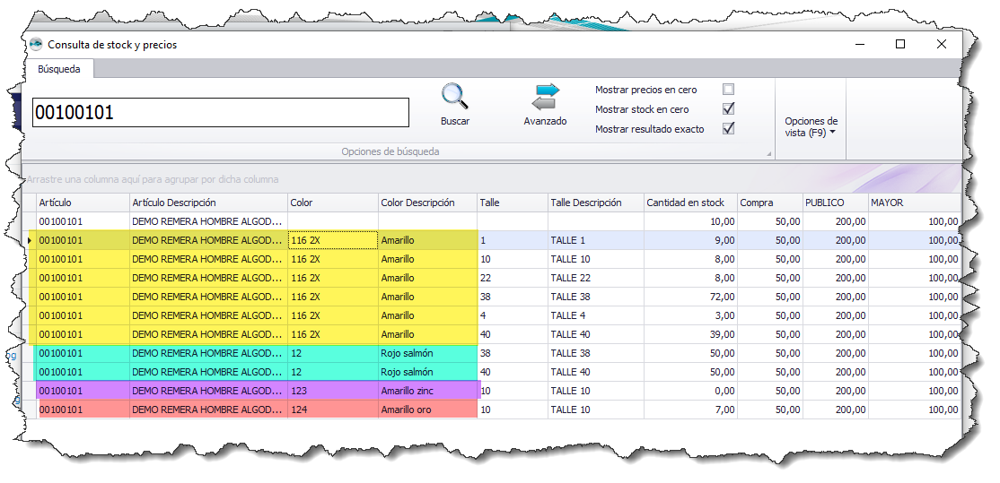 Consulta de stock y precios
Búsqueda
00100101
Buscar
Avanzado
Mostrar precios en cero
Mostrar stock en cero
Mostrar resultado exacto
Opciones de
vista (F9)
Opciones de búsqueda
Arrastre una columna aquí para agrupar por dicha columna
Artículo Artículo Descripción Color Color Descripción Talle Talle Descripción Cantidad en stock Compra PUBLICO MAYOR
00100101 DEMO REMERA HOMBRE ALGOD... 10,00 50,00 200,00 100,00
00100101 DEMO REMERA HOMBRE ALGOD... 116 2X Amarillo 1 TALLE 1 9,00 50,00 200,00 100,00
00100101 DEMO REMERA HOMBRE ALGOD... 116 2X Amarillo 10 TALLE 10 8,00 50,00 200,00 100,00
00100101 DEMO REMERA HOMBRE ALGOD... 116 2X Amarillo 22 TALLE 22 8,00 50,00 200,00 100,00
00100101 DEMO REMERA HOMBRE ALGOD... 116 2X Amarillo 38 TALLE 38 72,00 50,00 200,00 100,00
00100101 DEMO REMERA HOMBRE ALGOD... 116 2X Amarillo 4 TALLE 4 3,00 50,00 200,00 100,00
00100101 DEMO REMERA HOMBRE ALGOD... 116 2X Amarillo 40 TALLE 40 39,00 50,00 200,00 100,00
00100101 DEMO REMERA HOMBRE ALGOD... 12 Rojo salmón 38 TALLE 38 50,00 50,00 200,00 100,00
00100101 DEMO REMERA HOMBRE ALGOD... 12 Rojo salmón 40 TALLE 40 50,00 50,00 200,00 100,00
00100101 DEMO REMERA HOMBRE ALGOD... 123 Amarillo zinc 10 TALLE 10 0,00 50,00 200,00 100,00
00100101 DEMO REMERA HOMBRE ALGOD... 124 Amarillo oro 10 TALLE 10 7,00 50,00 200,00 100,00